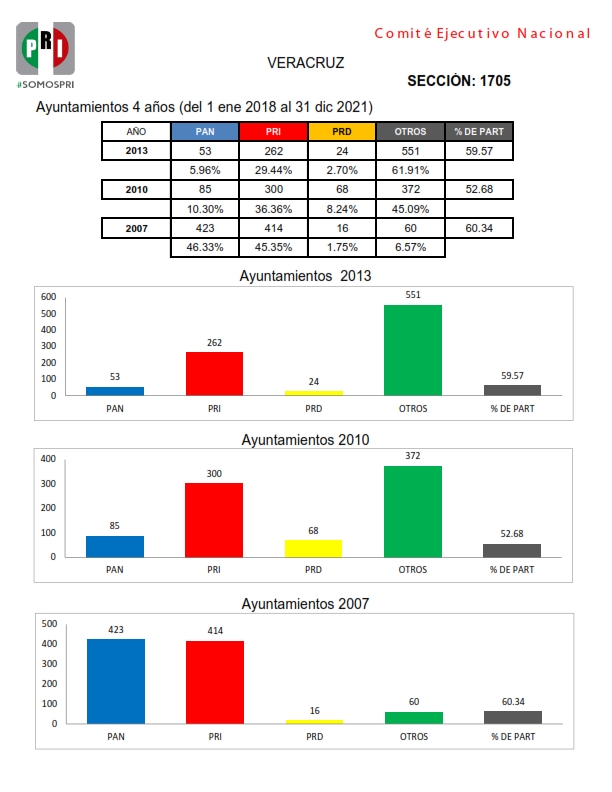 Comité Ejecutivo Nacional
PRI
#SOMOSPRI
VERACRUZ
SECCIÓN: 1705
Ayuntamientos 4 años (del 1 ene 2018 al 31 dic 2021)
AÑO PAN PRI PRD OTROS % DE PART
2013 53 262 24 551 59.57
5.96% 29.44% 2.70% 61.91%
2010 85 300 68 372 52.68
10.30% 36.36% 8.24% 45.09%
2007 423 414 16 60 60.34
46.33% 45.35% 1.75% 6.57%
Ayuntamientos 2013
600
500
400
300
200
100
0
53 262 24 551 59.57
PAN PRI PRD OTROS % DE PART
Ayuntamientos 2010
400
300
200
100
0
85 300 68 372 52.68
PAN PRI PRD OTROS % DE PART
Ayuntamientos 2007
500
400
300
200
100
0
423 414 16 60 60.34
PAN PRI PRD OTROS % DE PART